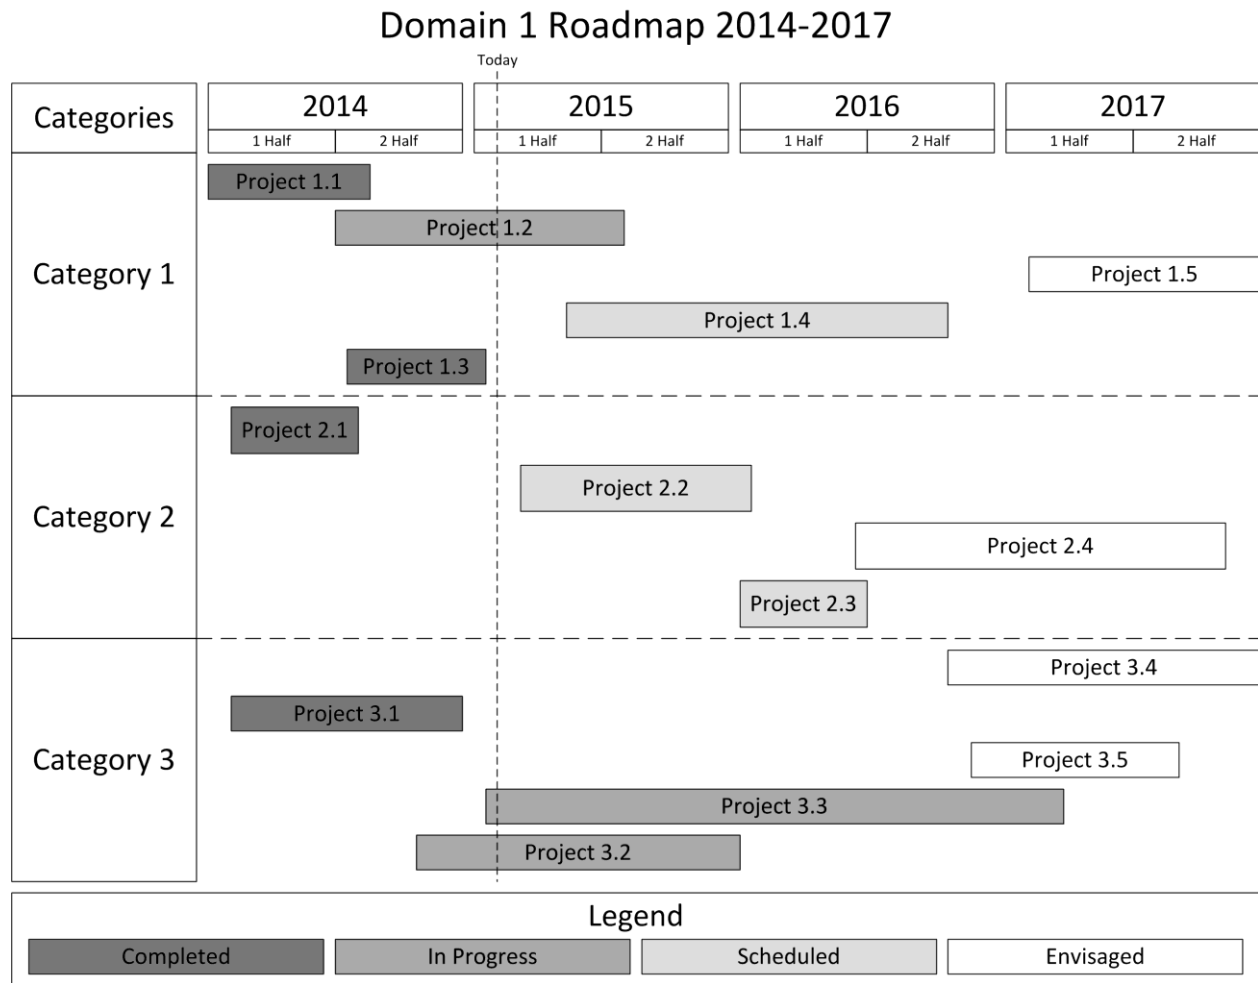 Domain 1 Roadmap 2014-2017
Today
Categories
2014
2015
2016
2017
1 Half
2 Half
1 Half
2 Half
1 Half
2 Half
1 Half
2 Half
Category 1
Project 1.1
Project 1.2
Project 1.5
Project 1.4
Project 1.3
Category 2
Project 2.1
Project 2.2
Project 2.4
Project 2.3
Category 3
Project 3.4
Project 3.1
Project 3.5
Project 3.3
Project 3.2
Legend
Completed
In Progress
Scheduled
Envisaged